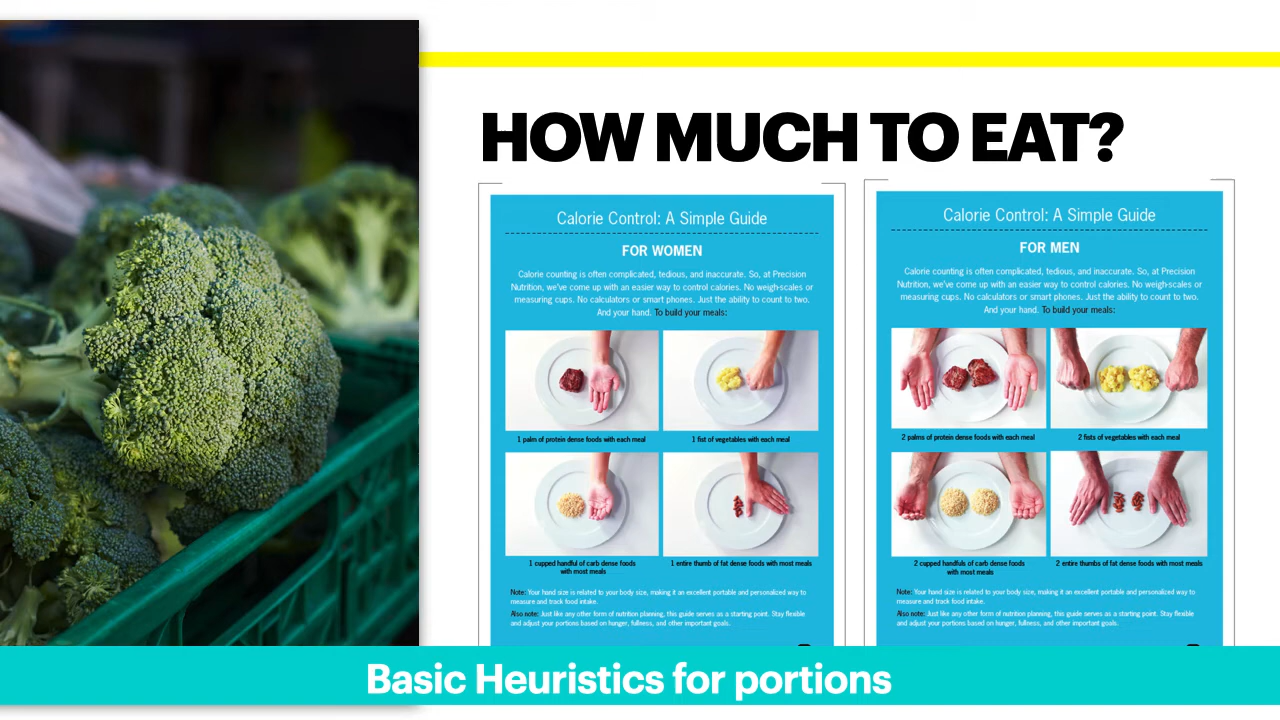 HOW MUCH TO EAT?
Calorie Control: A Simple Guide
FOR WOMEN
Calorie counting is often complicated, tedious, and inaccurate. So, at Precision
Nutrition, we've come up with an easier way to control calories. No weigh-scales or
measuring cups. No calculators or smart phones. Just the ability to count to two.
And your hand. To build your meals:
1 palm of protein dense foods with each meal
1 fist of vegetables with each meal
1 cupped handful of carb dense foods
with most meals
1 entire thumb of fat dense foods with most meals
Note: Your hand size is related to your body size, making it an excellent portable and personalized way to
measure and track food intake.
Also note: Just like any other form of nutrition planning, this guide serves as a starting point. Stay flexible
and adjust your portions based on hunger, fullness, and other important goals.
Calorie Control: A Simple Guide
FOR MEN
Calorie counting is often complicated, tedious, and inaccurate. So, at Precision
Nutrition, we've come up with an easier way to control calories. No weigh-scales or
measuring cups. No calculators or smart phones. Just the ability to count to two.
And your hand. To build your meals:
2 palms of protein dense foods with each meal
2 fists of vegetables with each meal
2 cupped handfuls of carb dense foods
with most meals
2 entire thumbs of fat dense foods with most meals
Note: Your hand size is related to your body size, making it an excellent portable and personalized way to
measure and track food intake.
Also note: Just like any other form of nutrition planning, this guide serves as a starting point. Stay flexible
and adjust your portions based on hunger, fullness, and other important goals.
Basic Heuristics for portions